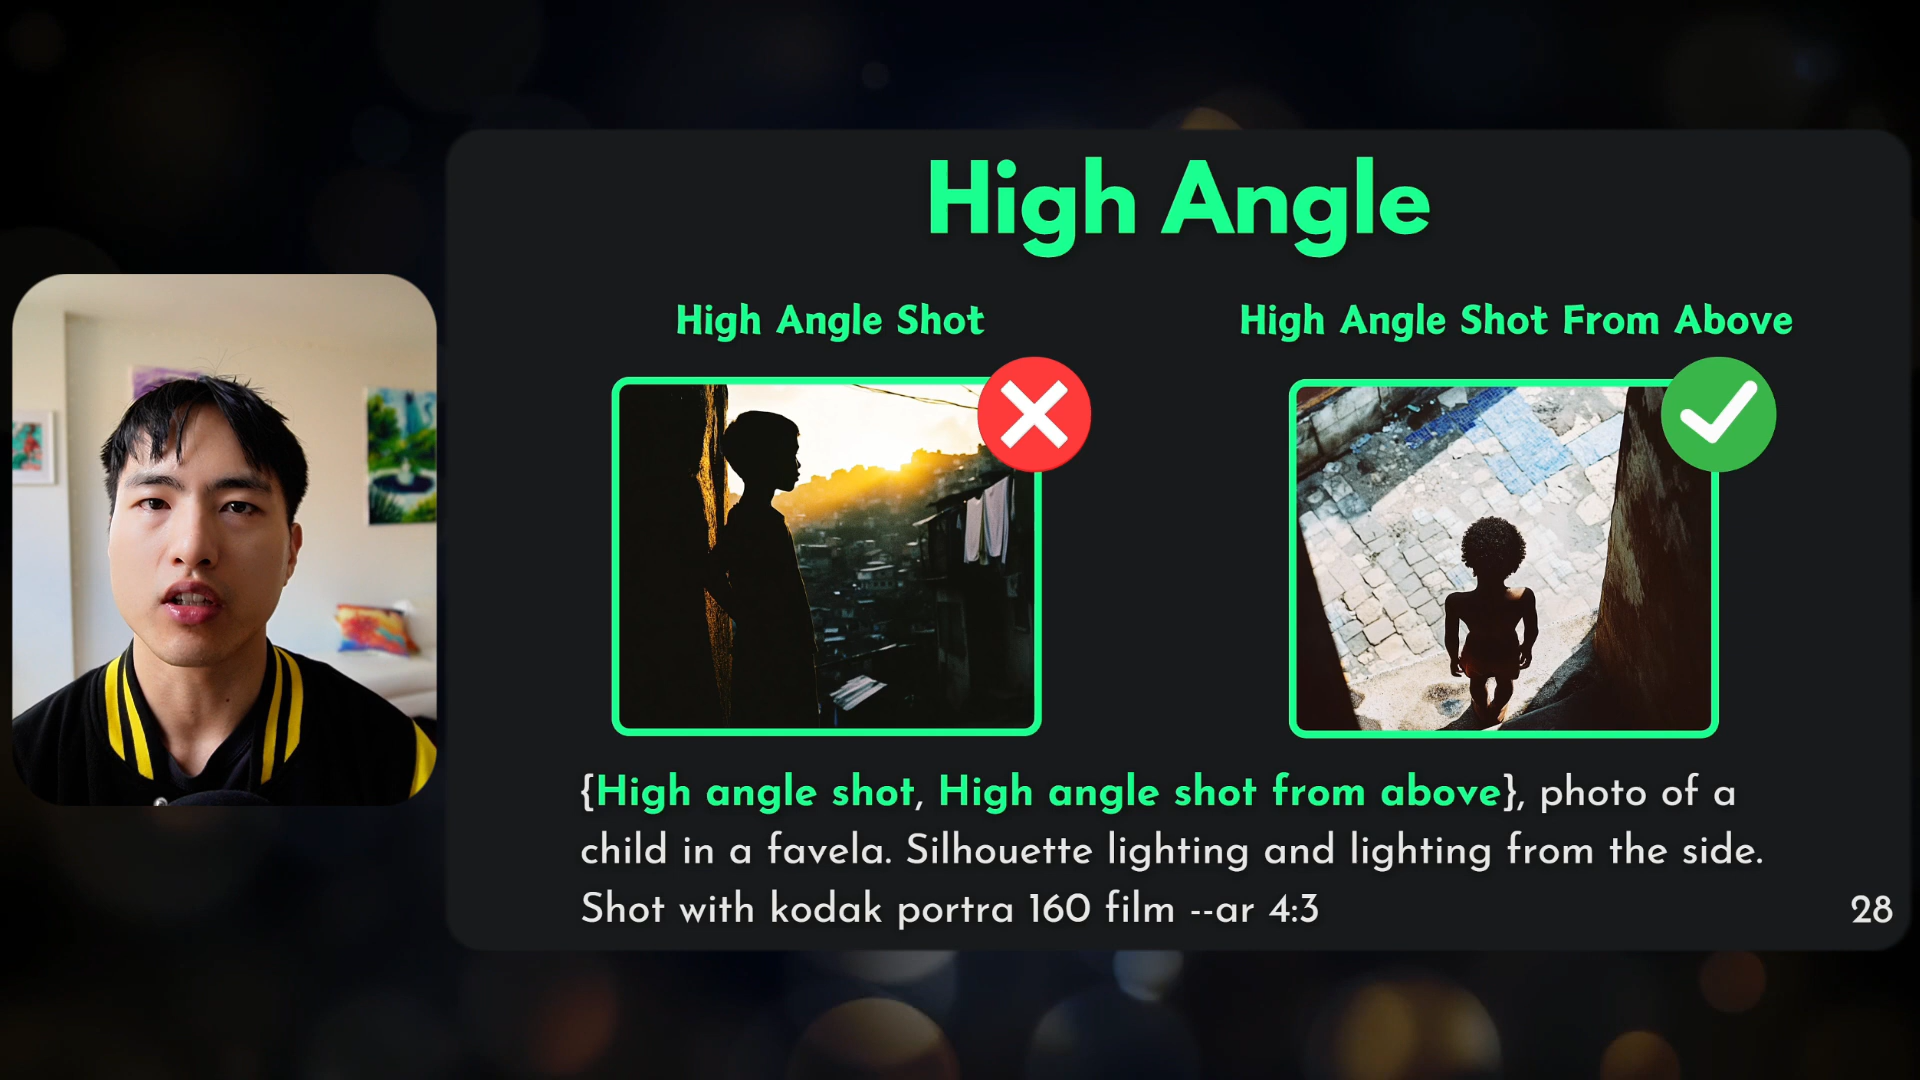 High Angle
High Angle Shot
High Angle Shot From Above
{High angle shot, High angle shot from above}, photo of a
child in a favela. Silhouette lighting and lighting from the side.
Shot with kodak portra 160 film --ar 4:3
28